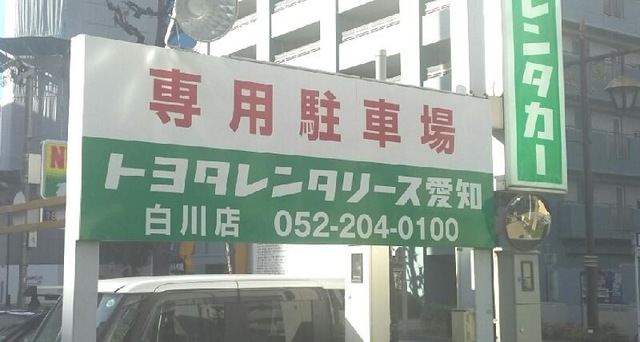 専用駐車場
トヨタレンタリース愛知
白川店 052-204-0100
レンタカー